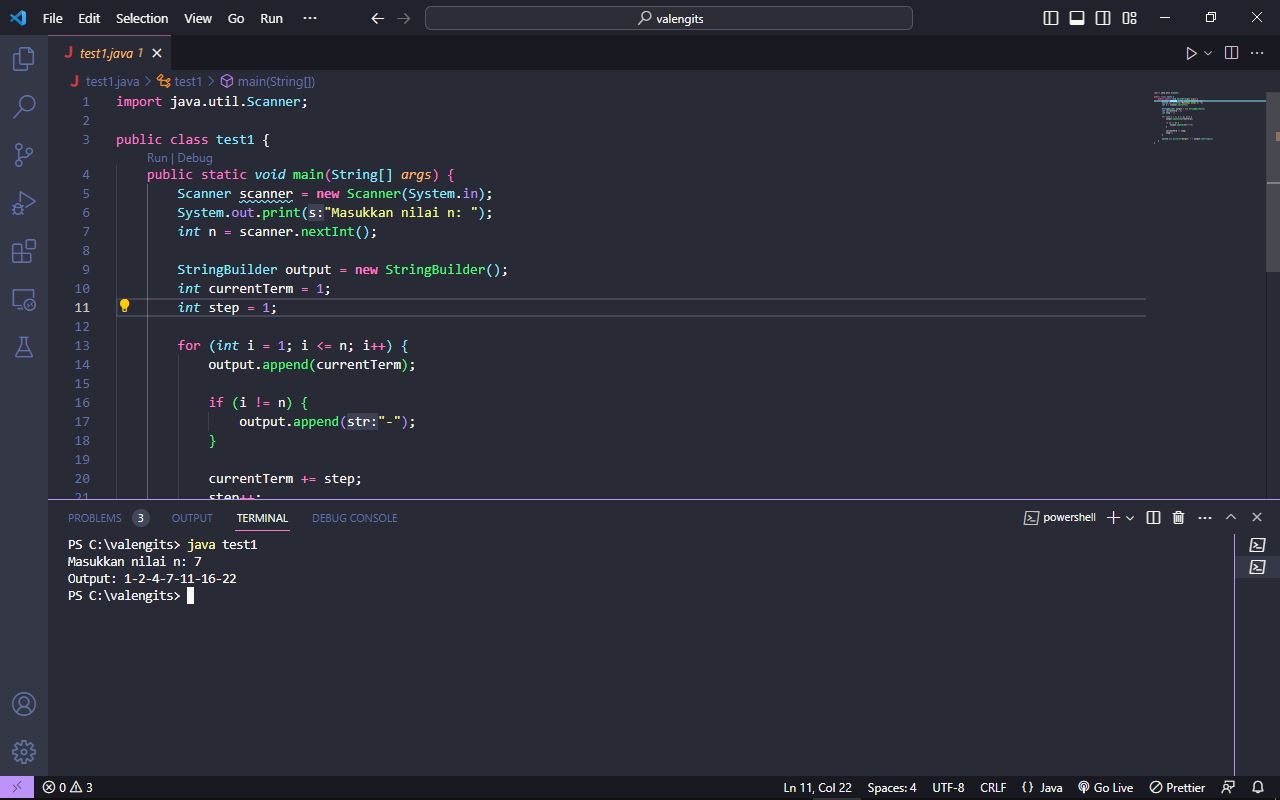 File Edit Selection View Go Run ···
valengits
J test1.java 1
J test1.java > test1 > main(String[])
1 import java.util.Scanner;
2
3 public class test1 {
Run | Debug
4 public static void main(String[] args) {
5 Scanner scanner = new Scanner(System.in);
6 System.out.print(s:"Masukkan nilai n: ");
7 int n = scanner.nextInt();
8
9 StringBuilder output = new StringBuilder();
10 int currentTerm = 1;
11 int step = 1;
12
13 for (int i = 1; i <= n; i++) {
14 output.append(currentTerm);
15
16 if (i != n) {
17 output.append(str:"-");
18 }
19
20 currentTerm += step;
21 step++;
PROBLEMS 3 OUTPUT TERMINAL DEBUG CONSOLE
powershell
PS C:\valengits> java test1
Masukkan nilai n: 7
Output: 1-2-4-7-11-16-22
PS C:\valengits>
0 3
Ln 11, Col 22 Spaces: 4 UTF-8 CRLF {} Java Go Live Prettier